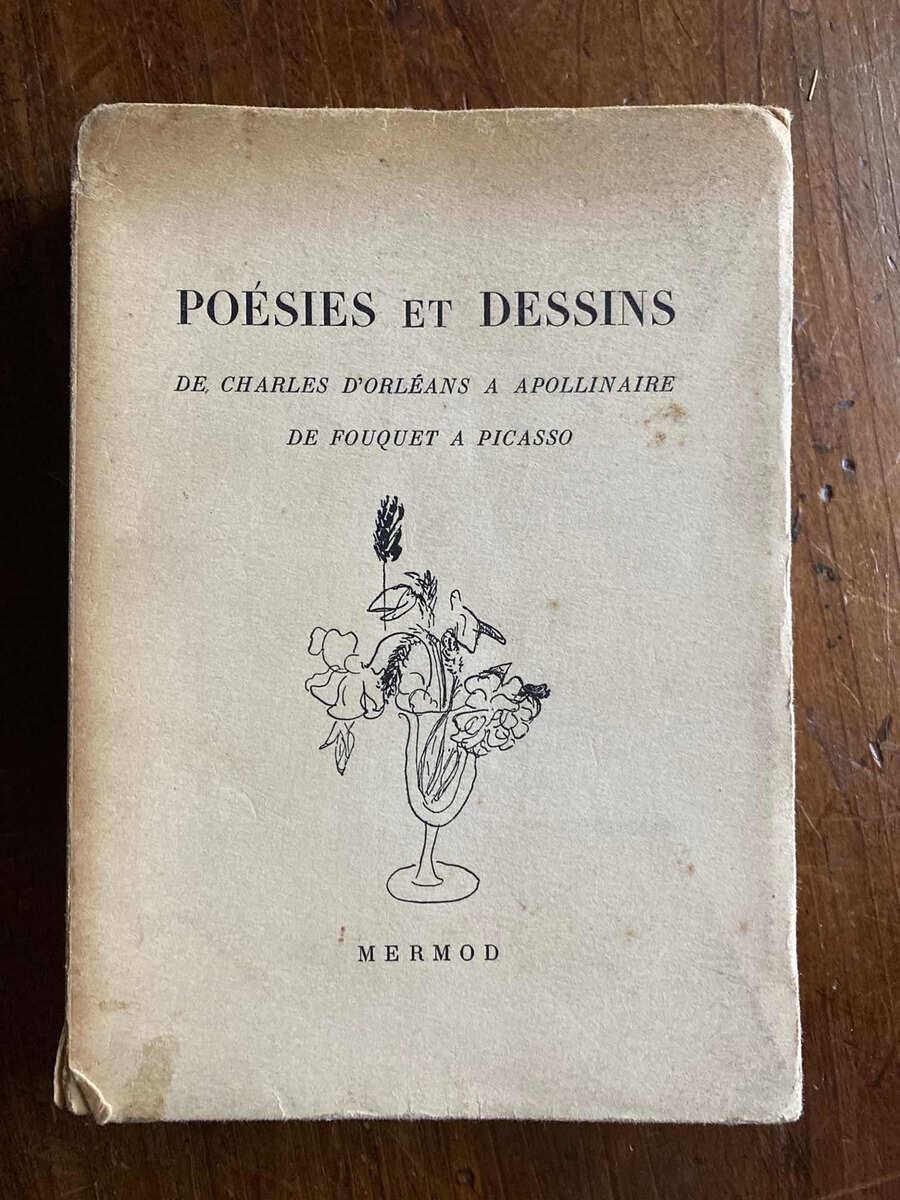 POÉSIES ET DESSINS
DE CHARLES D'ORLÉANS A APOLLINAIRE
DE FOUQUET A PICASSO
MERMOD